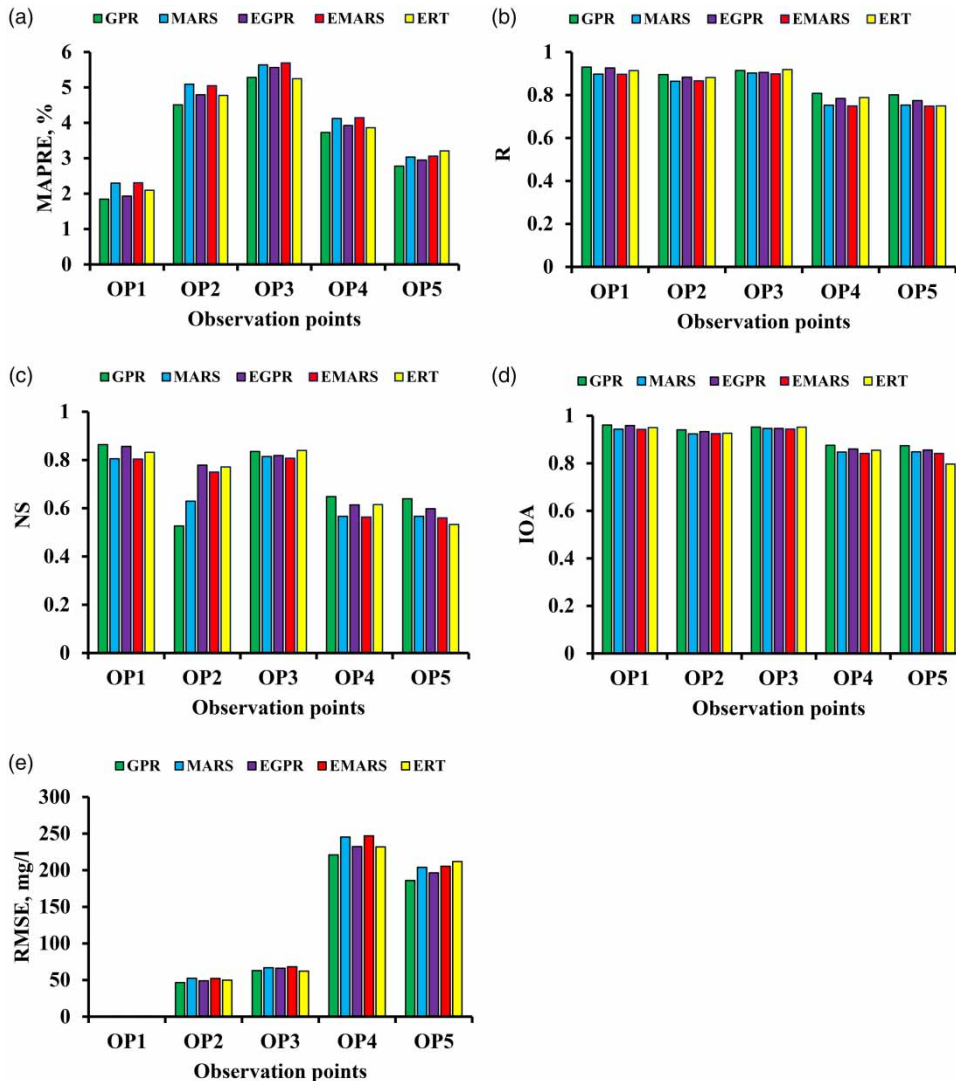 (a)
GPR MARS EGPR EMARS ERT
6
5
4
3
2
1
0
MAPRE, %
OP1 OP2 OP3 OP4 OP5
Observation points
(b)
GPR MARS EGPR EMARS ERT
1
0.8
0.6
0.4
0.2
0
R
OP1 OP2 OP3 OP4 OP5
Observation points
(c)
GPR MARS EGPR EMARS ERT
1
0.8
0.6
0.4
0.2
0
NS
OP1 OP2 OP3 OP4 OP5
Observation points
(d)
GPR MARS EGPR EMARS ERT
1
0.8
0.6
0.4
0.2
0
IOA
OP1 OP2 OP3 OP4 OP5
Observation points
(e)
GPR MARS EGPR EMARS ERT
300
250
200
150
100
50
0
RMSE, mg/l
OP1 OP2 OP3 OP4 OP5
Observation points